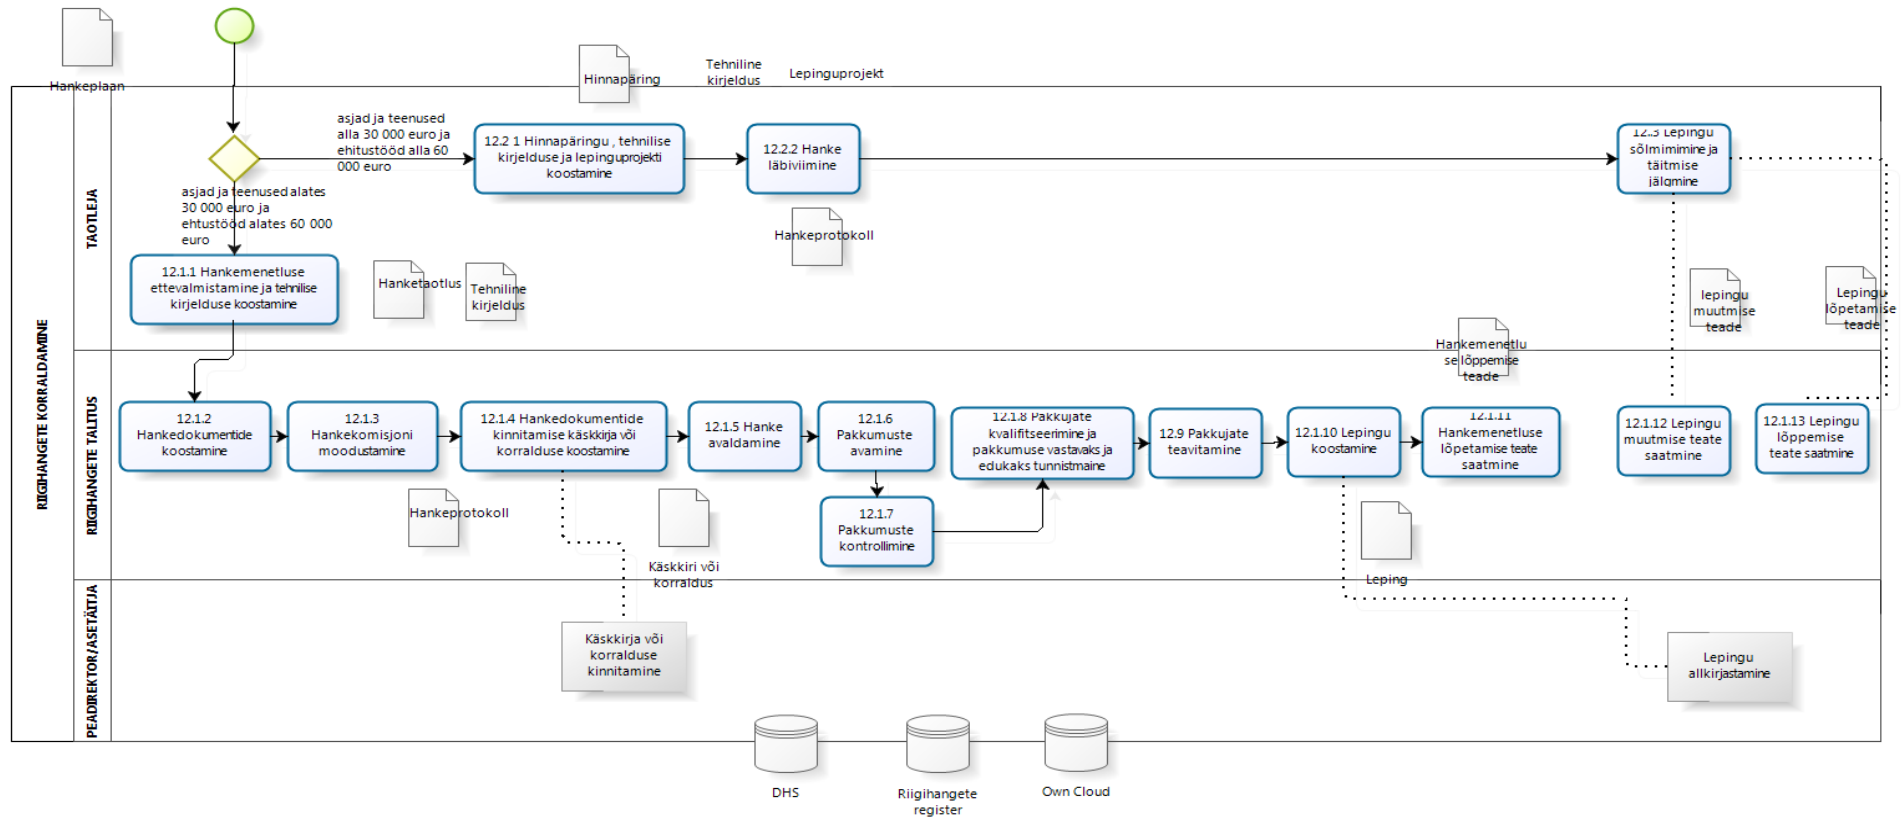 Hankeplaan
Hinnapäring
Tehniline
kirjeldus
Lepinguprojekt
RIIGIHANGETE KORRALDAMINE
TAOTLEJA
asjad ja teenused
alla 30 000 euro ja
ehitustööd alla 60
000 euro
12.2 1 Hinnapäringu , tehnilise
kirjelduse ja lepinguprojekti
koostamine
12.2.2 Hanke
läbiviimine
12..3 Lepingu
sõlmimimine ja
täitmise
jälgmine
asjad ja teenused alates
30 000 euro ja
ehtustööd alates 60 000
euro
Hankeprotokoll
12.1.1 Hankemenetluse
ettevalmistamine ja tehnilise
kirjelduse koostamine
Hanketaotlus
Tehniline
kirjeldus
lepingu
muutmise
teade
Lepingu
lõpetamise
teade
Hankemenetlu
se lõppemise
teade
RIIGIHANGETE TALITUS
12.1.2
Hankedokumentide
koostamine
12.1.3
Hankekomisjoni
moodustamine
12.1.4 Hankedokumentide
kinnitamise käskkirja või
korralduse koostamine
12.1.5 Hanke
avaldamine
12.1.6
Pakkumuste
avamine
12.1.8 Pakkujate
kvalifitseerimine ja
pakkumuse vastavaks ja
edukaks tunnistmaine
12.9 Pakkujate
teavitamine
12.1.10 Lepingu
koostamine
12.1.11
Hankemenetluse
lõpetamise teate
saatmine
12.1.12 Lepingu
muutmise teate
saatmine
12.1.13 Lepingu
lõppemise
teate saatmine
Hankeprotokoll
Käskkiri või
korraldus
12.1.7
Pakkumuste
kontrollimine
Leping
PEADIREKTOR/ASETÄITJA
Käskkirja või
korralduse
kinnitamine
Lepingu
allkirjastamine
DHS
Riigihangete
register
Own Cloud